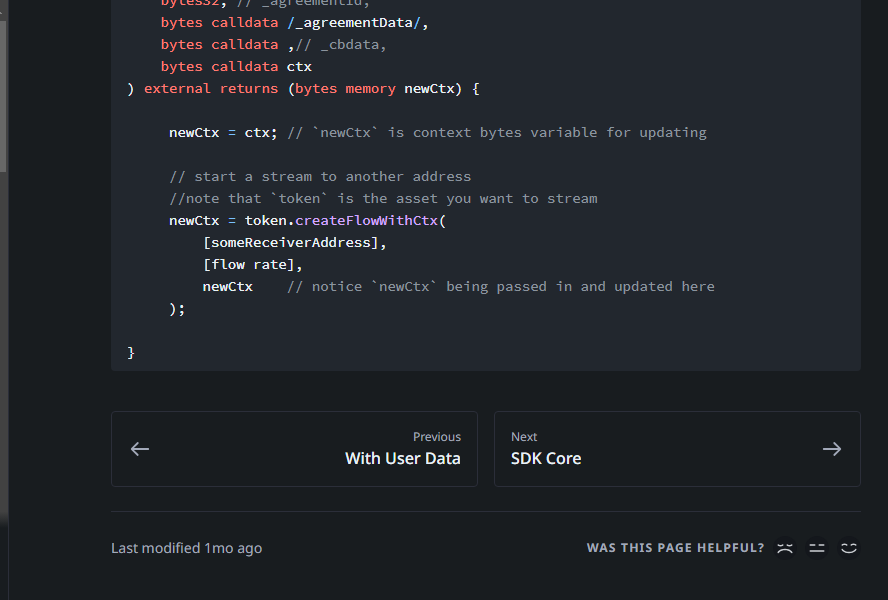 bytes32, // _agreementId,
bytes calldata /_agreementData/,
bytes calldata ,// _cbdata,
bytes calldata ctx
) external returns (bytes memory newCtx) {
newCtx = ctx; // `newCtx` is context bytes variable for updating
// start a stream to another address
//note that `token` is the asset you want to stream
newCtx = token.createFlowWithCtx(
[someReceiverAddress],
[flow rate],
newCtx // notice `newCtx` being passed in and updated here
);
}
Previous
With User Data
Next
SDK Core
Last modified 1mo ago
WAS THIS PAGE HELPFUL?